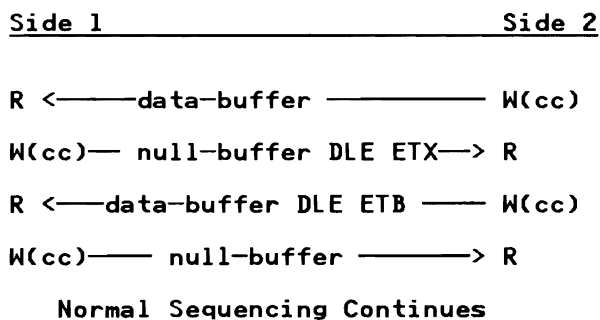 Side 1 Side 2
R <———data-buffer ——————— W(cc)
W(cc)— null-buffer DLE ETX—> R
R <——data-buffer DLE ETB ——— W(cc)
W(cc)——— null-buffer —————> R
Normal Sequencing Continues